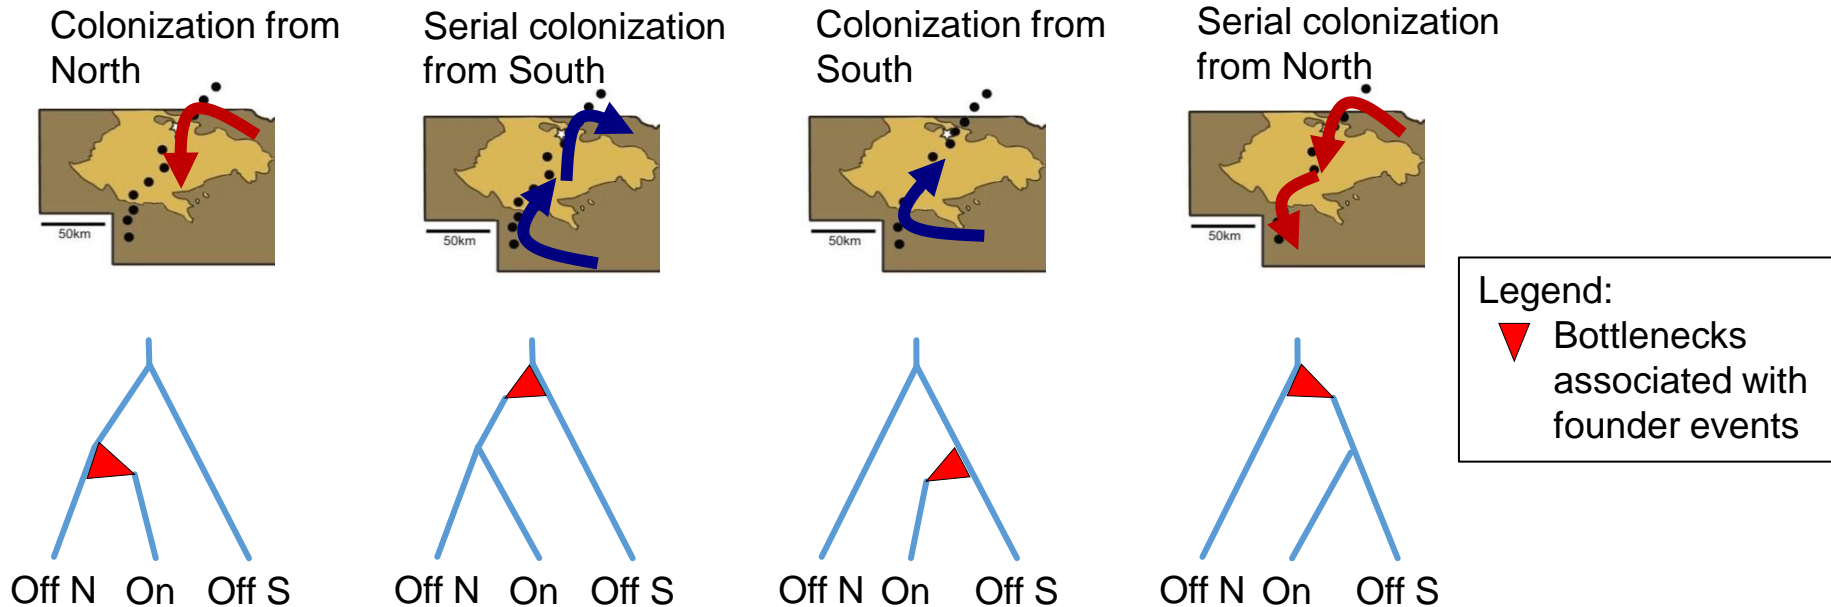 Colonization from
North
Serial colonization
from South
Colonization from
South
Serial colonization
from North
50km
50km
50km
50km
Legend:
Bottlenecks
associated with
founder events
Off N On Off S
Off N On Off S
Off N On Off S
Off N On Off S